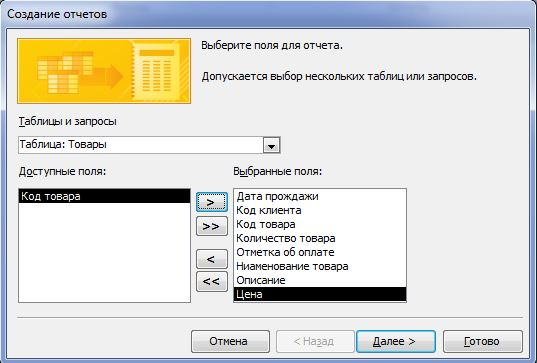 Создание отчетов
Выберите поля для отчета.
Допускается выбор нескольких таблиц или запросов.
Таблицы и запросы
Таблица: Товары
Доступные поля:
Выбранные поля:
Код товара
>
>>
<
<<
Дата прождажи
Код клиента
Код товара
Количество товара
Отметка об оплате
Ниаменование товара
Описание
Цена
Отмена
< Назад
Далее >
Готово